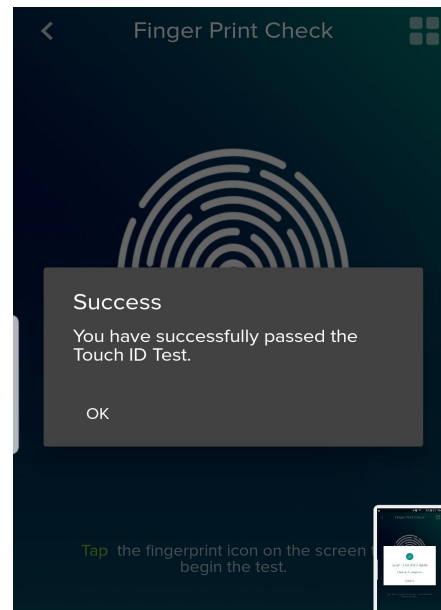 Finger Print Check
Success
You have successfully passed the
Touch ID Test.
OK
Tap the fingerprint icon on the screen
begin the test.